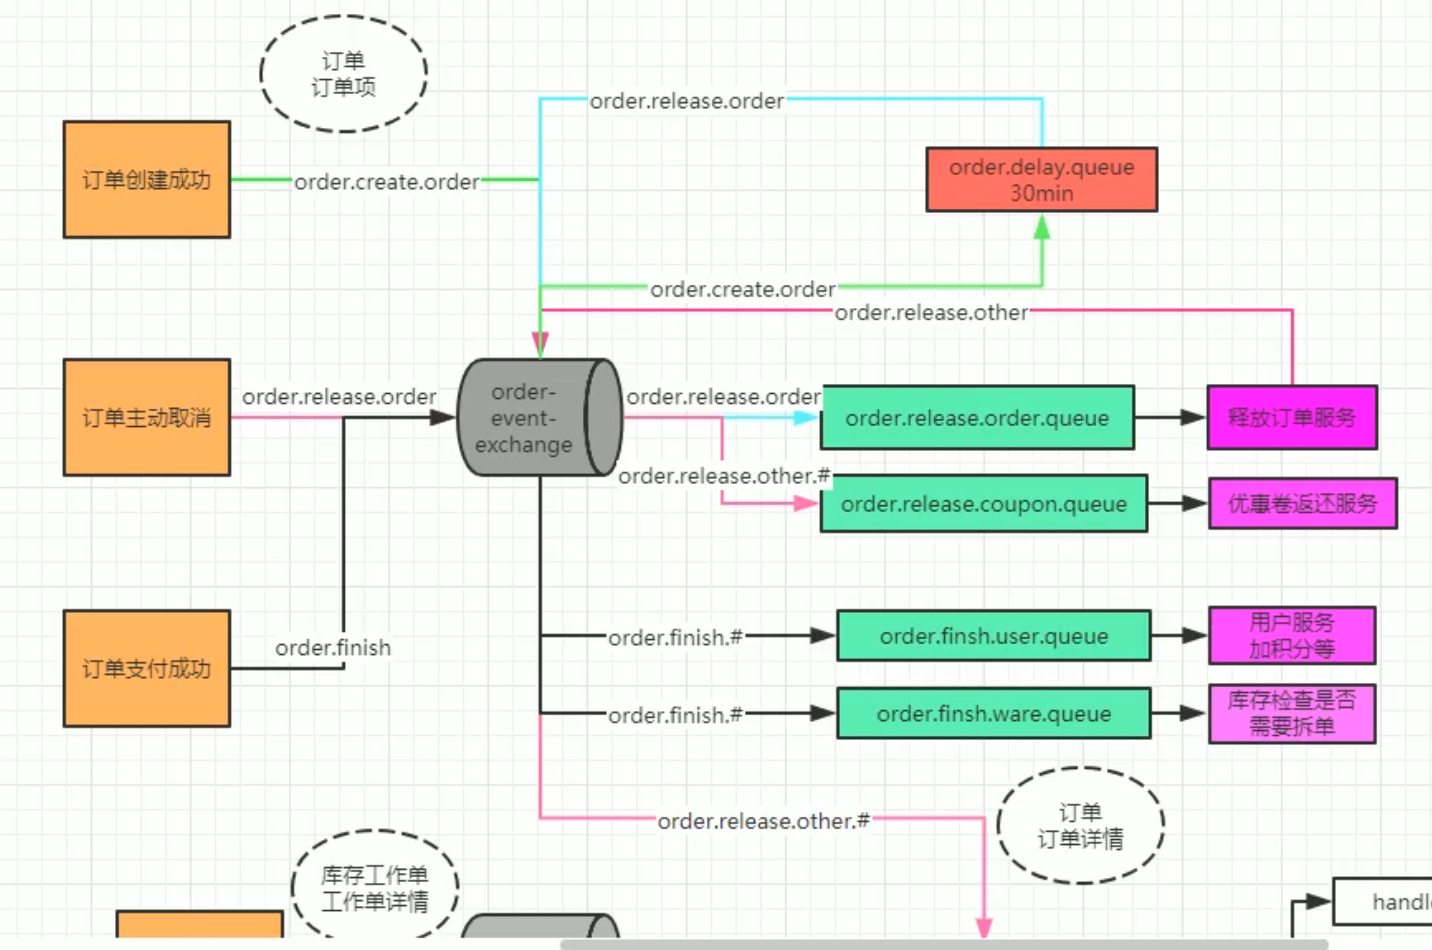 订单
订单项
order.release.order
订单创建成功
order.create.order
order.delay.queue
30min
order.create.order
order.release.other
订单主动取消
order.release.order
order-
event-
exchange
order.release.order
order.release.order.queue
释放订单服务
order.release.other.#
order.release.coupon.queue
优惠卷返还服务
订单支付成功
order.finish
order.finish.#
order.finsh.user.queue
用户服务
加积分等
order.finish.#
order.finsh.ware.queue
库存检查是否
需要拆单
order.release.other.#
订单
订单详情
库存工作单
工作单详情